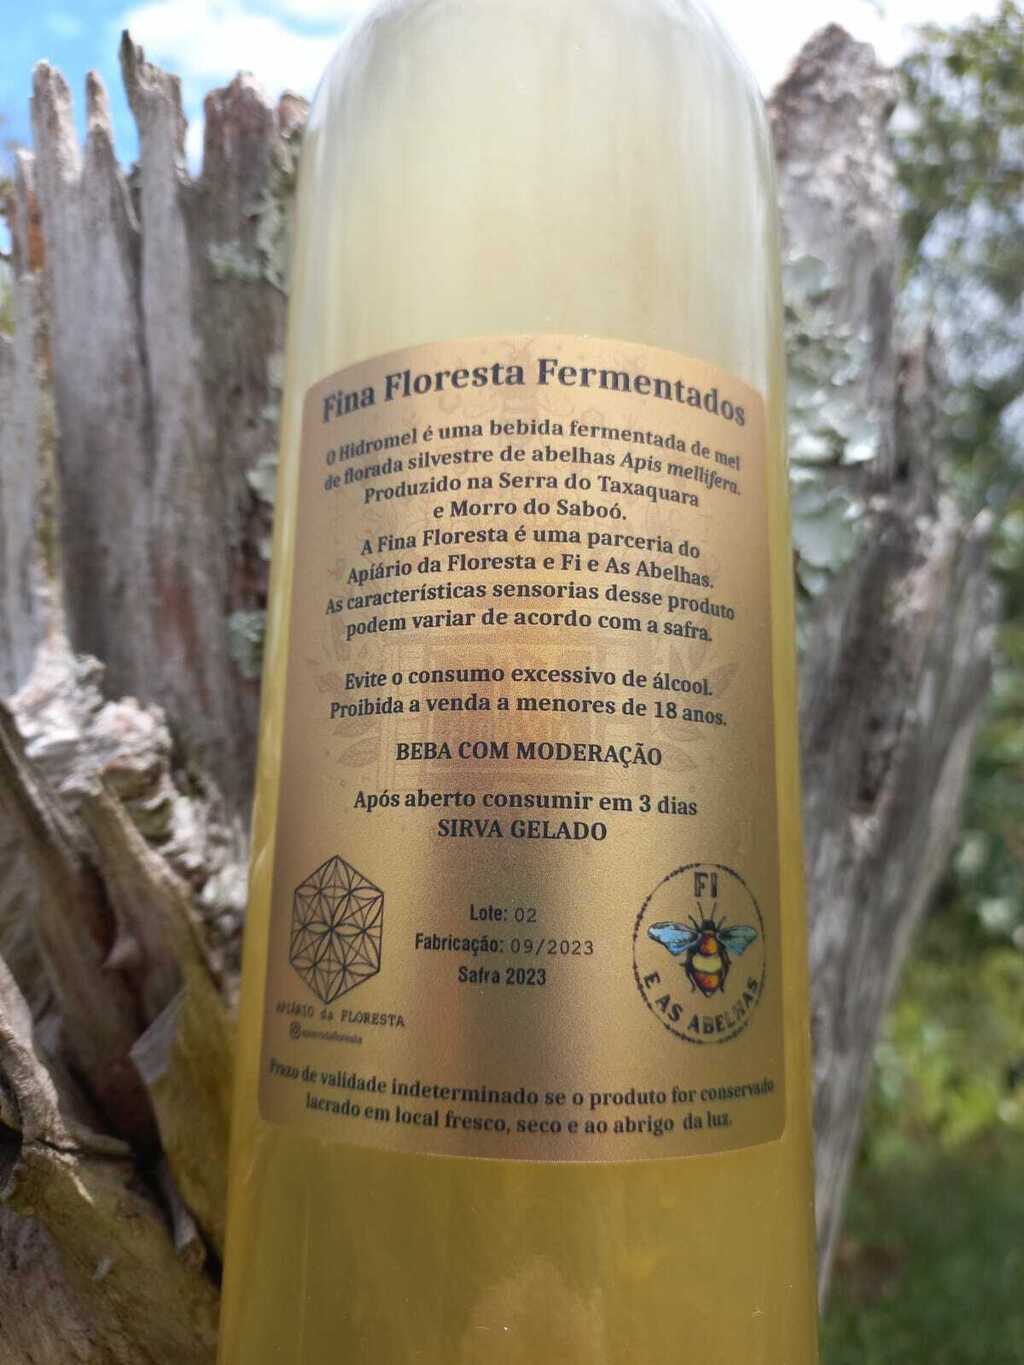 Fina Floresta Fermentados
O Hidromel é uma bebida fermentada de mel
de florada silvestre de abelhas Apis mellifera.
Produzido na Serra do Taxaquara
e Morro do Saboó.
A Fina Floresta é uma parceria do
Apiário da Floresta e Fi e As Abelhas.
As características sensorias desse produto
podem variar de acordo com a safra.
Evite o consumo excessivo de álcool.
Proibida a venda a menores de 18 anos.
BEBA COM MODERAÇÃO
Após aberto consumir em 3 dias
SIRVA GELADO
Lote: 02
Fabricação: 09/2023
Safra 2023
APIÁRIO da FLORESTA
FI
E AS ABELHAS
Prazo de validade indeterminado se o produto for conservado
lacrado em local fresco, seco e ao abrigo da luz.